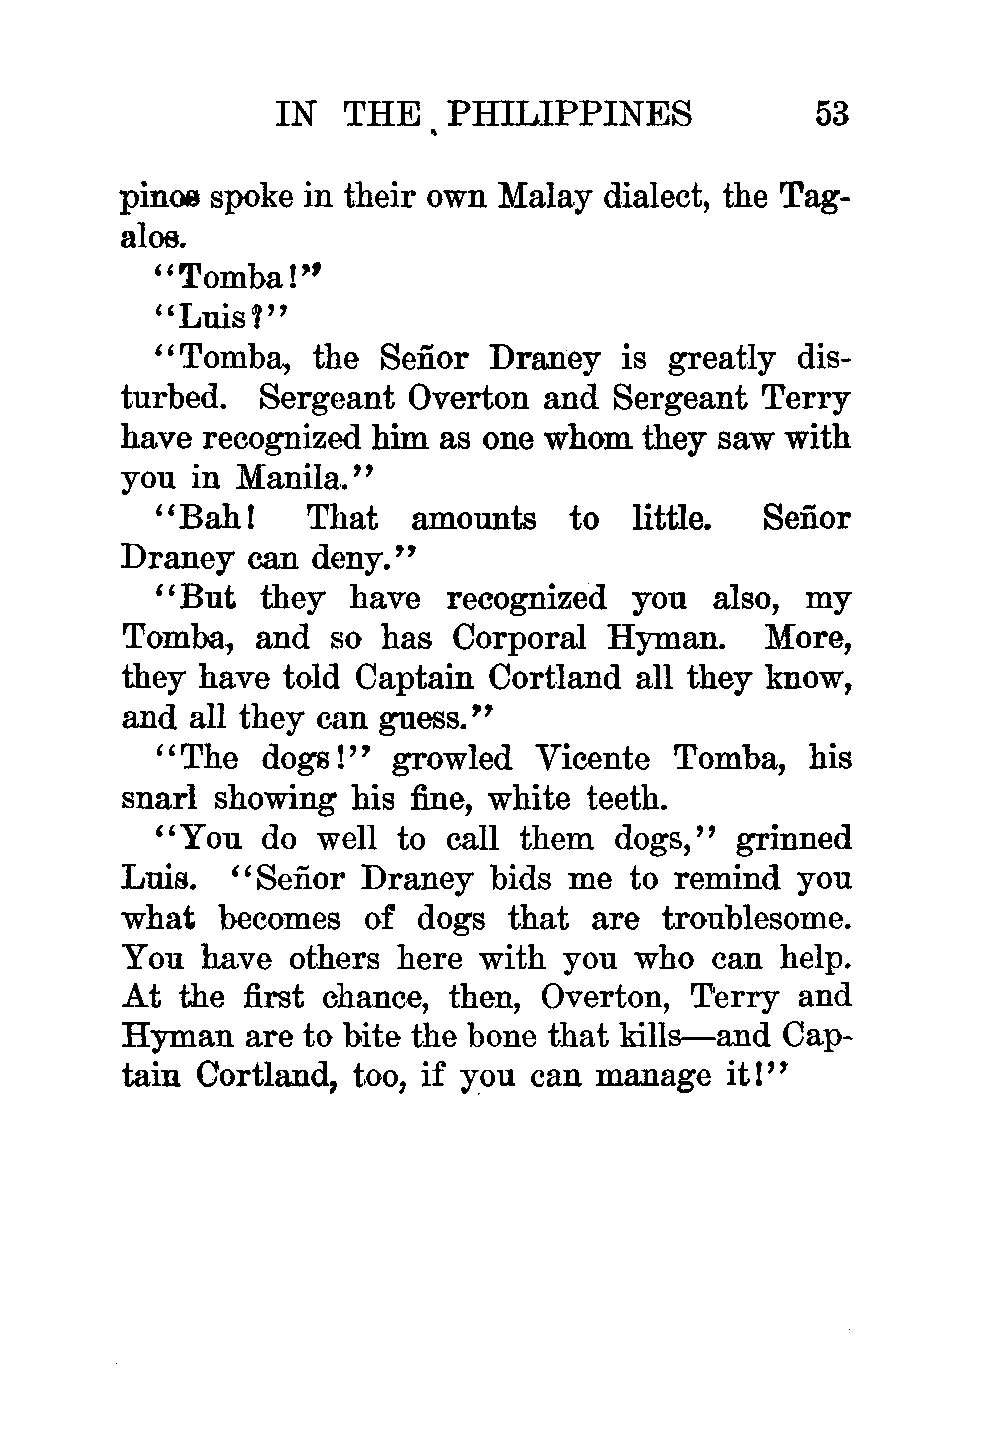 IN THE PHILIPPINES 53
pinos spoke in their own Malay dialect, the Tag-
alos.
"Tomba!"
"Luis?"
"Tomba, the Señor Draney is greatly dis-
turbed. Sergeant Overton and Sergeant Terry
have recognized him as one whom they saw with
you in Manila."
"Bah! That amounts to little. Señor
Draney can deny."
"But they have recognized you also, my
Tomba, and so has Corporal Hyman. More,
they have told Captain Cortland all they know,
and all they can guess."
"The dogs!" growled Vicente Tomba, his
snarl showing his fine, white teeth.
"You do well to call them dogs," grinned
Luis. "Señor Draney bids me to remind you
what becomes of dogs that are troublesome.
You have others here with you who can help.
At the first chance, then, Overton, Terry and
Hyman are to bite the bone that kills—and Cap-
tain Cortland, too, if you can manage it!"